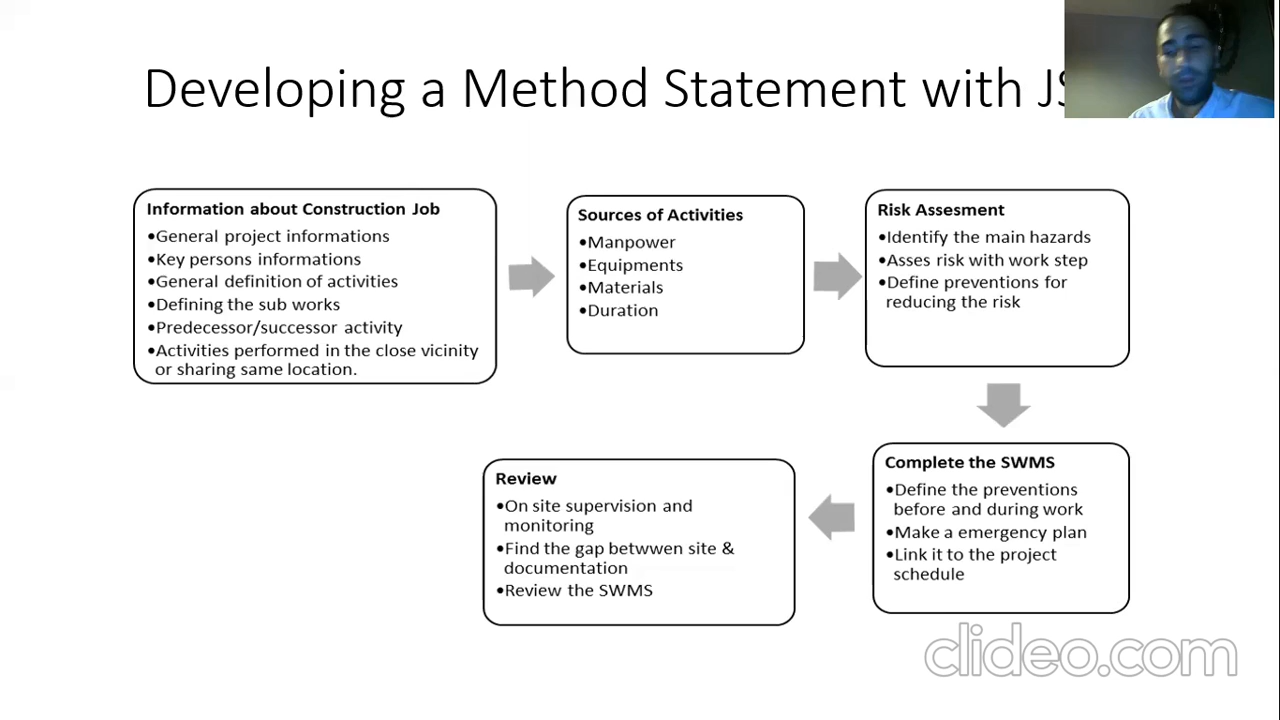 Developing a Method Statement with JS
Information about Construction Job
•General project informations
•Key persons informations
•General definition of activities
•Defining the sub works
•Predecessor/successor activity
•Activities performed in the close vicinity
or sharing same location.
Sources of Activities
•Manpower
•Equipments
•Materials
•Duration
Risk Assesment
•Identify the main hazards
•Asses risk with work step
•Define preventions for
reducing the risk
Complete the SWMS
•Define the preventions
before and during work
•Make a emergency plan
•Link it to the project
schedule
Review
•On site supervision and
monitoring
•Find the gap betwwen site &
documentation
•Review the SWMS
clideo.com